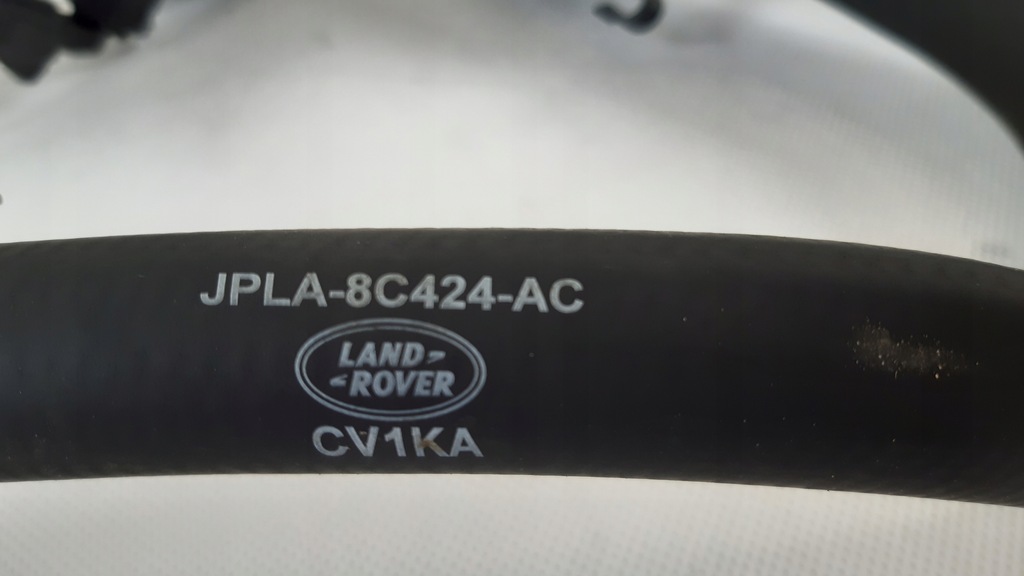 JPLA-8C424-AC
LAND-
-ROVER
CV1KA